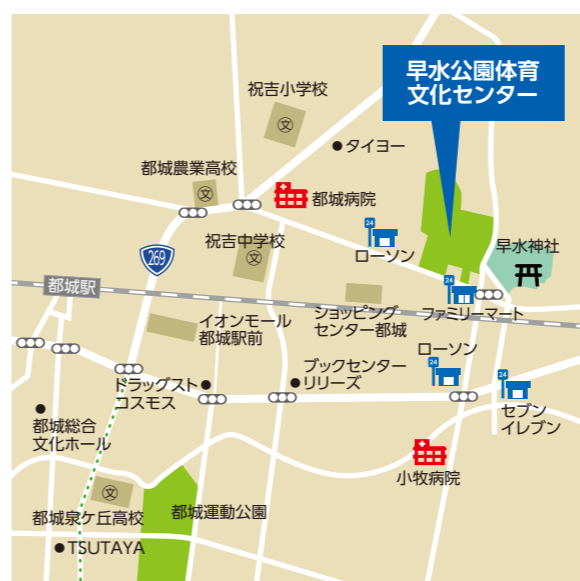 早水公園体育
文化センター
祝吉小学校
文
タイヨー
都城農業高校
文
都城病院
24
ローソン
早水神社
祝吉中学校
文
269
都城駅
24
ファミリーマート
ショッピング
センター都城
イオンモール
都城駅前
ローソン
24
ブックセンター
リリーズ
24
セブン
イレブン
ドラッグスト
コスモス
都城総合
文化ホール
小牧病院
文
都城泉ケ丘高校
都城運動公園
TSUTAYA